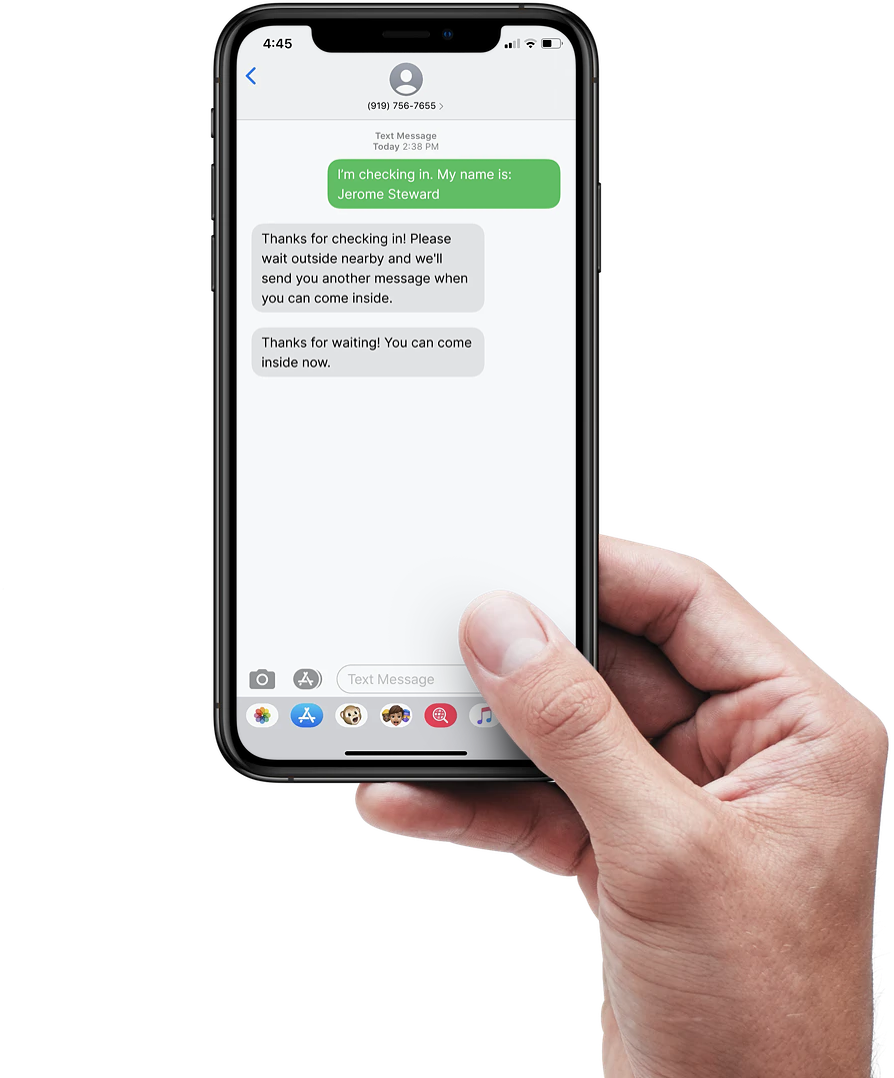 4:45
(919) 756-7655 >
Text Message
Today 2:38 PM
I'm checking in. My name is:
Jerome Steward
Thanks for checking in! Please
wait outside nearby and we'll
send you another message when
you can come inside.
Thanks for waiting! You can come
inside now.
Text Message